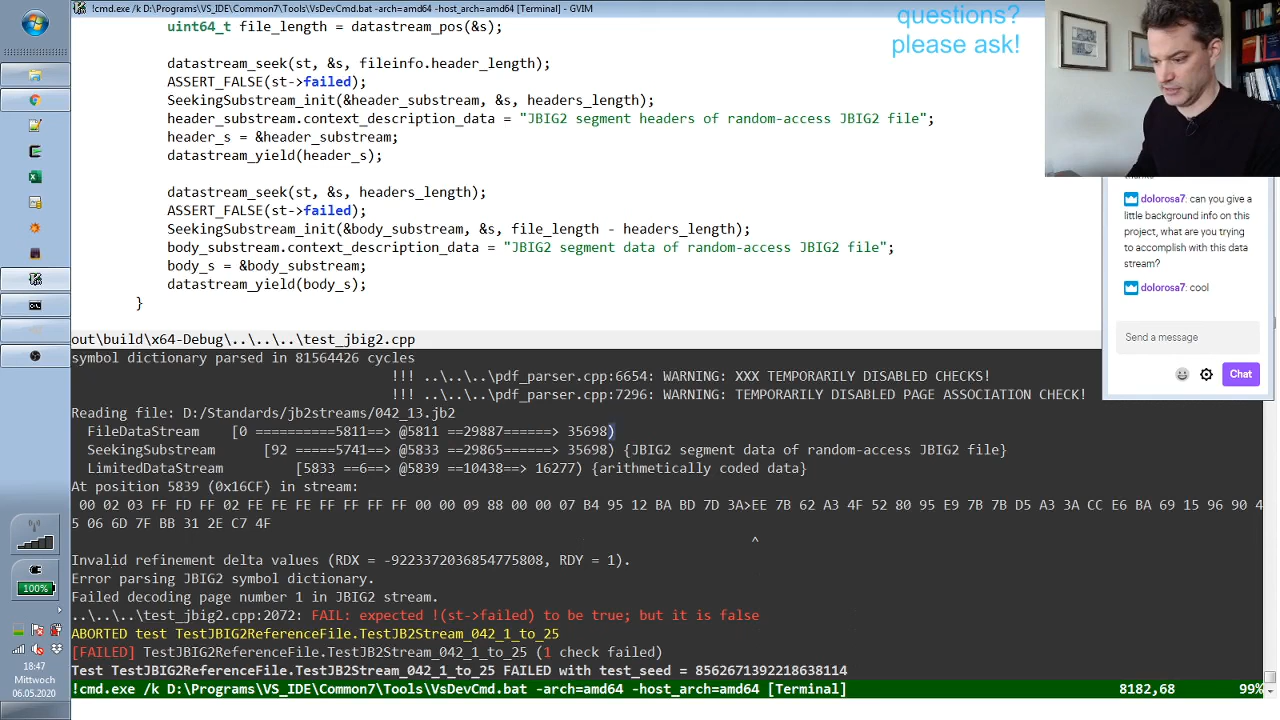 !cmd.exe /k D:\Programs\VS_IDE\Common7\Tools\VsDevCmd.bat -arch=amd64 -host_arch=amd64 [Terminal] - GVIM
questions?
please ask!
uint64_t file_length = datastream_pos(&s);
datastream_seek(st, &s, fileinfo.header_length);
ASSERT_FALSE(st->failed);
SeekingSubstream_init(&header_substream, &s, headers_length);
header_substream.context_description_data = "JBIG2 segment headers of random-access JBIG2 file";
header_s = &header_substream;
datastream_yield(header_s);
datastream_seek(st, &s, headers_length);
ASSERT_FALSE(st->failed);
SeekingSubstream_init(&body_substream, &s, file_length - headers_length);
body_substream.context_description_data = "JBIG2 segment data of random-access JBIG2 file";
body_s = &body_substream;
datastream_yield(body_s);
}
out\build\x64-Debug\..\..\..\test_jbig2.cpp
symbol dictionary parsed in 81564426 cycles
!!! ..\..\..\pdf_parser.cpp:6654: WARNING: XXX TEMPORARILY DISABLED CHECKS!
!!! ..\..\..\pdf_parser.cpp:7296: WARNING: TEMPORARILY DISABLED PAGE ASSOCIATION CHECK!
Reading file: D:/Standards/jb2streams/042_13.jb2
FileDataStream [0 ==========5811==> @5811 ==29887======> 35698)
SeekingSubstream [92 ==5741==> @5833 ==29865======> 35698) {JBIG2 segment data of random-access JBIG2 file}
LimitedDataStream [5833 ==6=> @5839 ==10438==> 16277) {arithmetically coded data}
At position 5839 (0x16CF) in stream:
00 02 03 FF FD FF 02 FE FE FE FF FF FF FF 00 00 09 88 00 00 07 B4 95 12 BA BD 7D 3A>EE 7B 62 A3 4F 52 80 95 E9 7B 7B D5 A3 3A CC E6 BA 69 15 96 90 4
5 06 6D 7F BB 31 2E C7 4F
^
Invalid refinement delta values (RDX = -9223372036854775808, RDY = 1).
Error parsing JBIG2 symbol dictionary.
Failed decoding page number 1 in JBIG2 stream.
..\..\..\test_jbig2.cpp:2072: FAIL: expected !(st->failed) to be true; but it is false
ABORTED test TestJBIG2ReferenceFile.TestJB2Stream_042_1_to_25
[FAILED] TestJBIG2ReferenceFile.TestJB2Stream_042_1_to_25 (1 check failed)
Test TestJBIG2ReferenceFile.TestJB2Stream_042_1_to_25 FAILED with test_seed = 8562671392218638114
!cmd.exe /k D:\Programs\VS_IDE\Common7\Tools\VsDevCmd.bat -arch=amd64 -host_arch=amd64 [Terminal] 8182,68 99%
dolorosa7: can you give a
little background info on this
project, what are you trying
to accomplish with this data
stream?
dolorosa7: cool
Send a message
Chat
100%
18:47
Mittwoch
06.05.2020